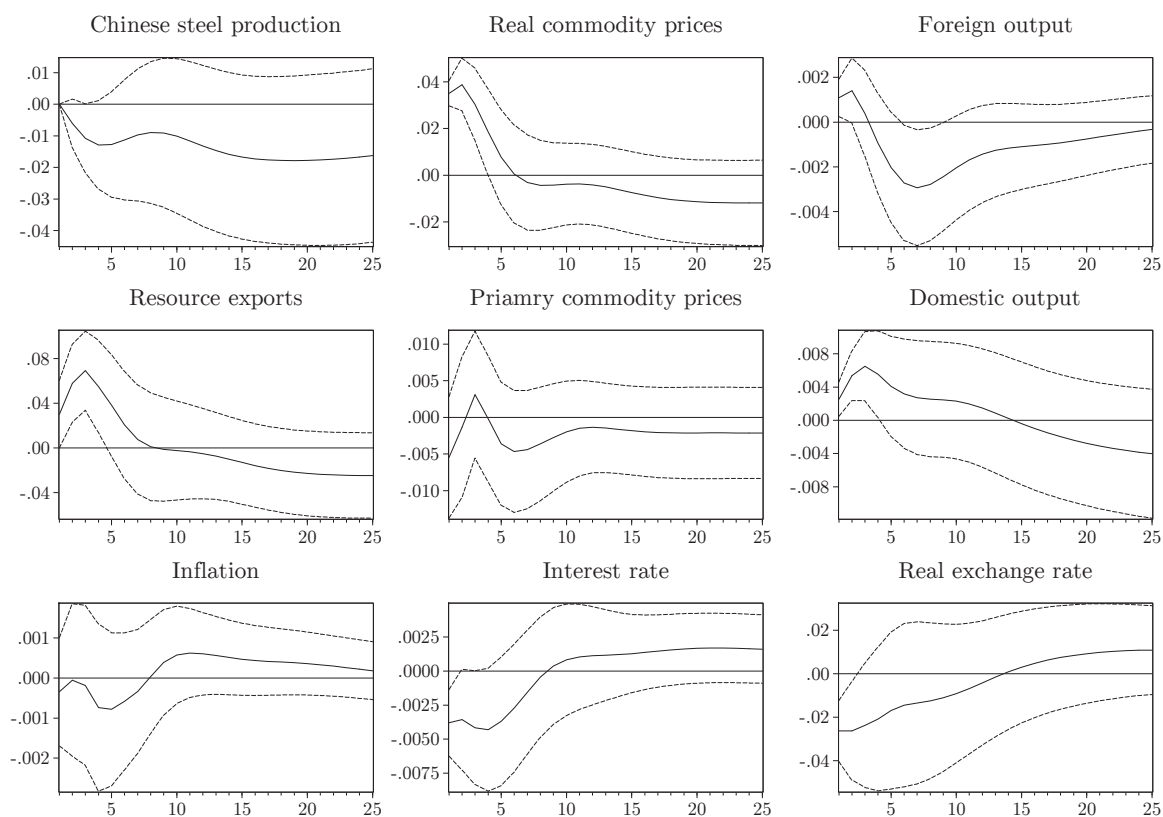 Chinese steel production
Real commodity prices
Foreign output
.01
.00
-.01
-.02
-.03
-.04
5 10 15 20 25
.04
.02
.00
-.02
5 10 15 20 25
.002
.000
-.002
-.004
5 10 15 20 25
Resource exports
Priamry commodity prices
Domestic output
.08
.04
.00
-.04
5 10 15 20 25
.010
.005
.000
-.005
-.010
5 10 15 20 25
.008
.004
.000
-.004
-.008
5 10 15 20 25
Inflation
Interest rate
Real exchange rate
.001
.000
-.001
-.002
5 10 15 20 25
.0025
.0000
-.0025
-.0050
-.0075
5 10 15 20 25
.02
.00
-.02
-.04
5 10 15 20 25